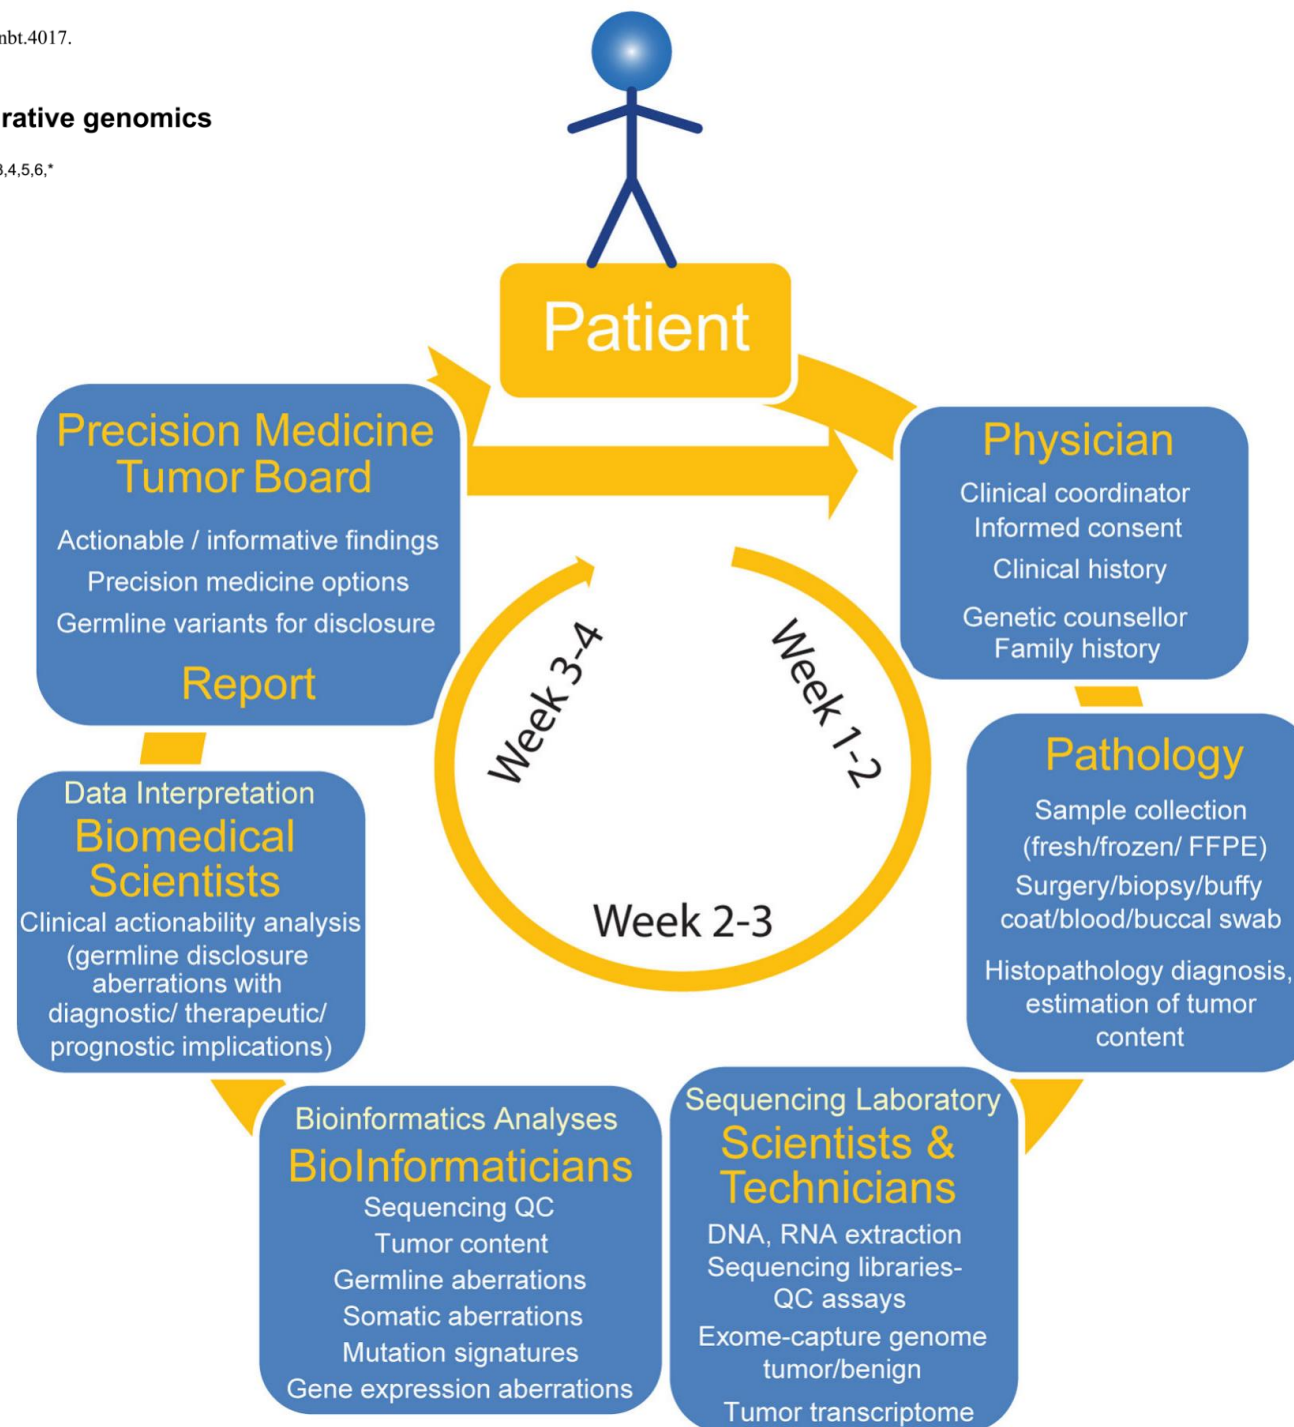 nbt.4017.
rative genomics
3,4,5,6,*
Patient
Precision Medicine
Tumor Board
Actionable / informative findings
Precision medicine options
Germline variants for disclosure
Report
Physician
Clinical coordinator
Informed consent
Clinical history
Genetic counsellor
Family history
Week 3-4
Week 1-2
Week 2-3
Pathology
Sample collection
(fresh/frozen/ FFPE)
Surgery/biopsy/buffy
coat/blood/buccal swab
Histopathology diagnosis,
estimation of tumor
content
Data Interpretation
Biomedical
Scientists
Clinical actionability analysis
(germline disclosure
aberrations with
diagnostic/ therapeutic/
prognostic implications)
Bioinformatics Analyses
BioInformaticians
Sequencing QC
Tumor content
Germline aberrations
Somatic aberrations
Mutation signatures
Gene expression aberrations
Sequencing Laboratory
Scientists &
Technicians
DNA, RNA extraction
Sequencing libraries-
QC assays
Exome-capture genome
tumor/benign
Tumor transcriptome